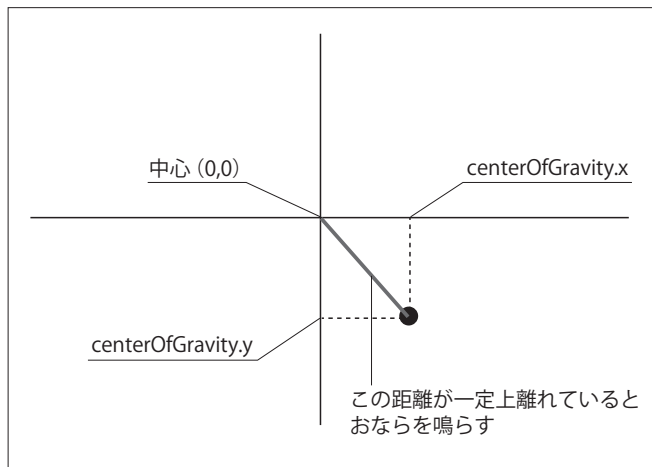 中心（0,0）
centerOfGravity.x
centerOfGravity.y
この距離が一定上離れていると
おならを鳴らす